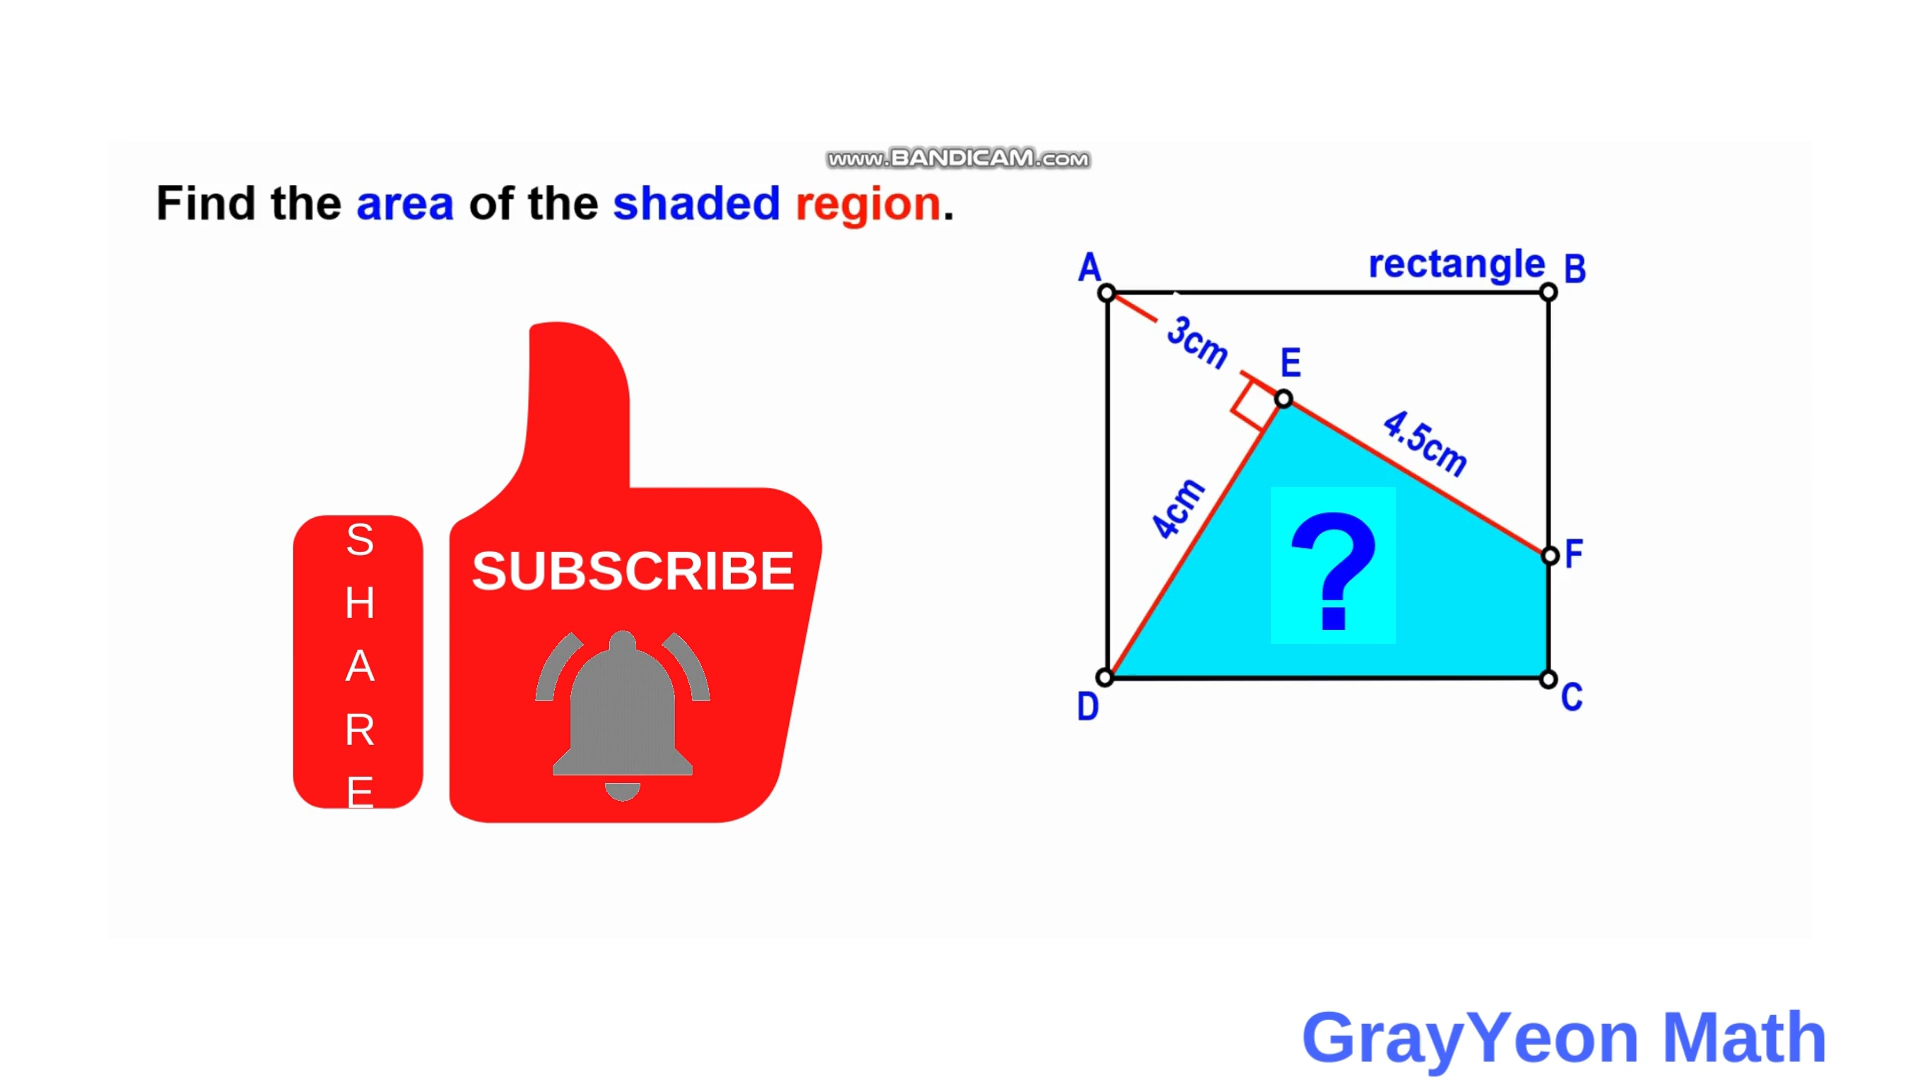 www.BANDICAM.com
Find the area of the shaded region.
A
rectangle B
3cm
E
4.5cm
4cm
?
F
D
C
S
H
A
R
E
SUBSCRIBE
GrayYeon Math